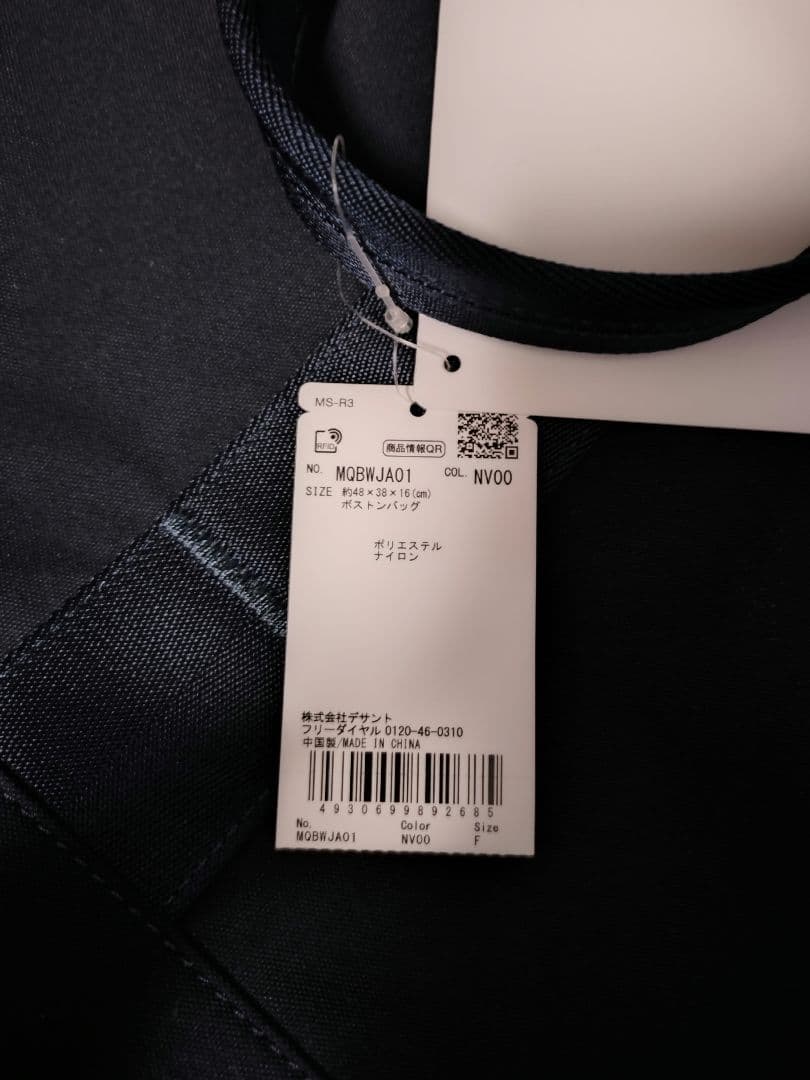 MS-R3
RFID
商品情報QR
NO. MQBWJA01 COL. NV00
SIZE 約48×38×16(cm)
ボストンバッグ
ポリエステル
ナイロン
株式会社デサント
フリーダイヤル 0120-46-0310
中国製/MADE IN CHINA
4930699892685
No. Color Size
MQBWJA01 NV00 F